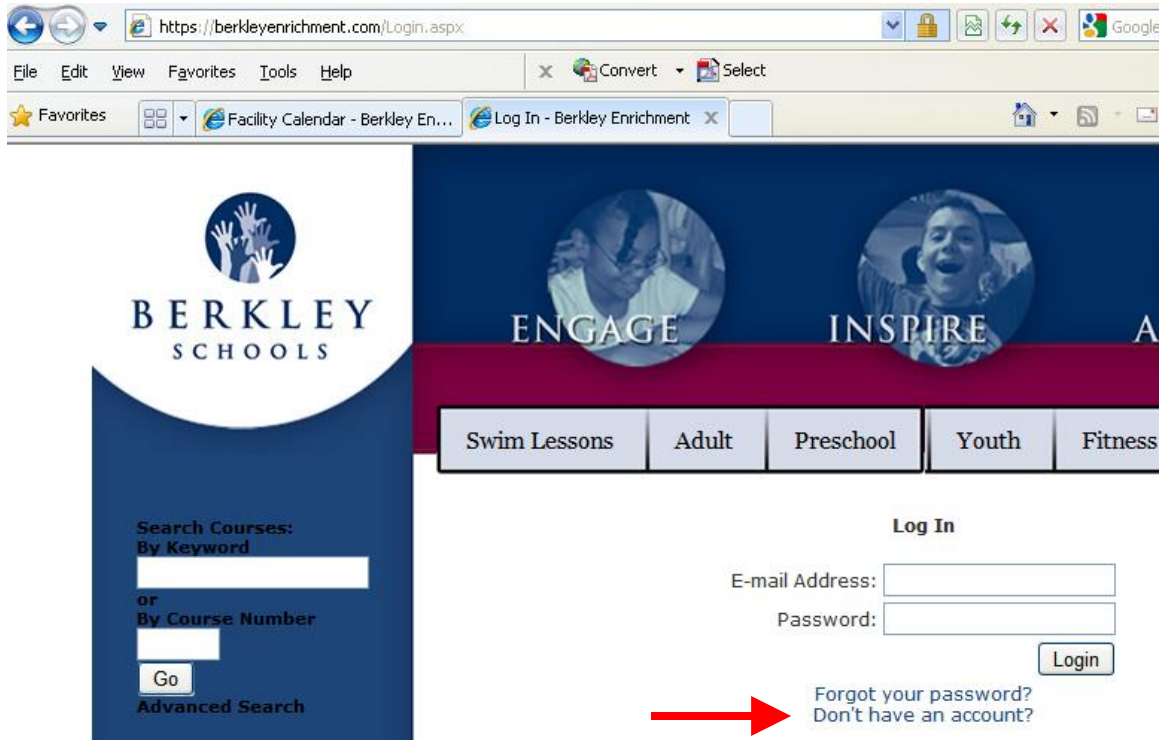 https://berkleyenrichment.com/Login.aspx
Google
File Edit View Favorites Tools Help
Convert Select
Favorites
Facility Calendar - Berkley En...
Log In - Berkley Enrichment
BERKLEY
SCHOOLS
ENGAGE
INSPIRE
A
Swim Lessons
Adult
Preschool
Youth
Fitness
Search Courses:
By Keyword
or
By Course Number
Go
Advanced Search
Log In
E-mail Address:
Password:
Login
Forgot your password?
Don't have an account?